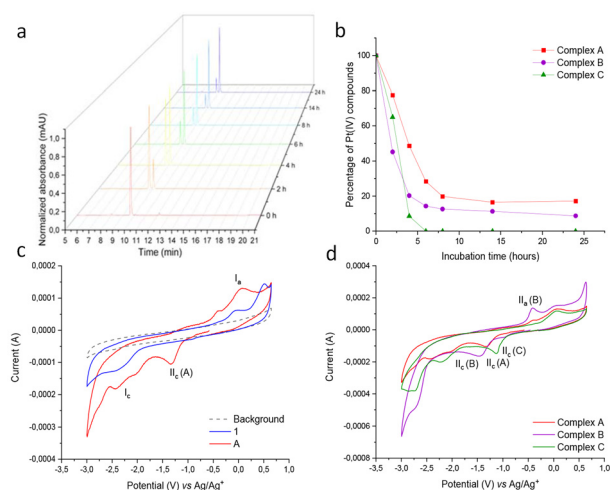 a
Normalized absorbance (mAU)
1,0
0,8
0,6
0,4
0,2
0,0
5 6 7 8 9 10 11 12 13 14 15 16 17 18 19 20 21
Time (min)
24 h
14 h
8 h
6 h
4 h
2 h
0 h
b
Percentage of Pt(IV) compounds
100
80
60
40
20
0
0 5 10 15 20 25
Incubation time (hours)
Complex A
Complex B
Complex C
c
Current (A)
0,0002
0,0001
0,0000
-0,0001
-0,0002
-0,0003
-0,0004
-3,5 -3,0 -2,5 -2,0 -1,5 -1,0 -0,5 0,0 0,5 1,0
Potential (V) vs Ag/Ag⁺
Iₐ
I_c
II_c (A)
Background
1
A
d
Current (A)
0,0004
0,0002
0,0000
-0,0002
-0,0004
-0,0006
-0,0008
-3,5 -3,0 -2,5 -2,0 -1,5 -1,0 -0,5 0,0 0,5 1,0
Potential (V) vs Ag/Ag⁺
IIₐ (B)
II_c (C)
II_c (B)
II_c (A)
Complex A
Complex B
Complex C